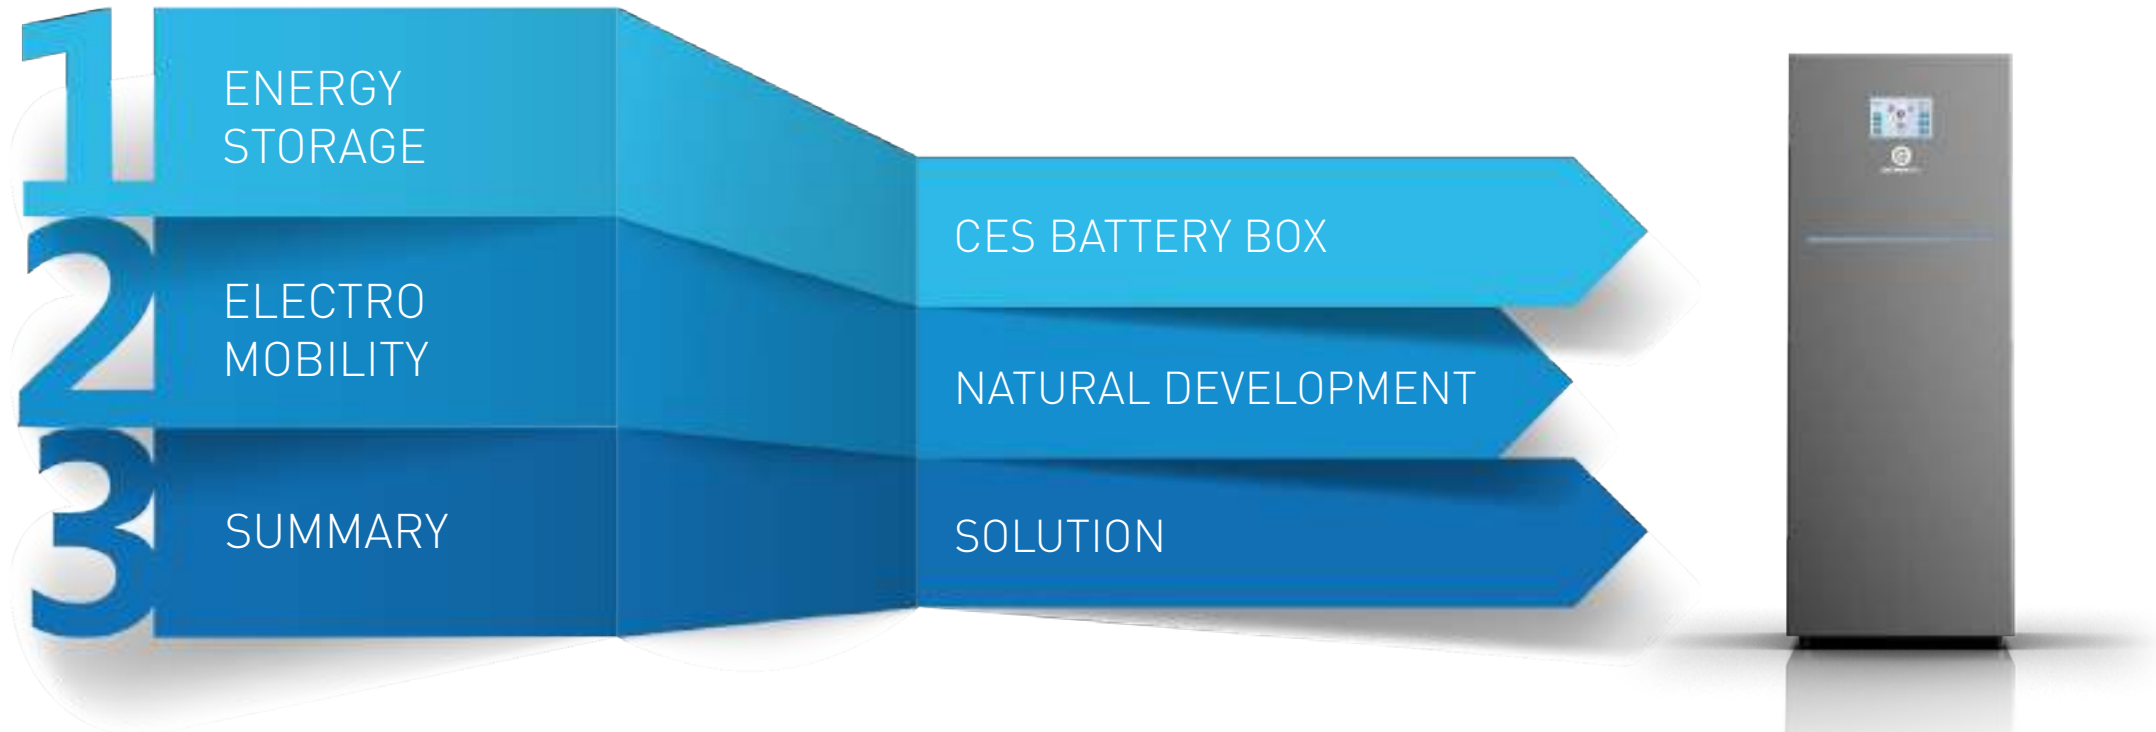 1
ENERGY
STORAGE
CES BATTERY BOX
2
ELECTRO
MOBILITY
NATURAL DEVELOPMENT
3
SUMMARY
SOLUTION